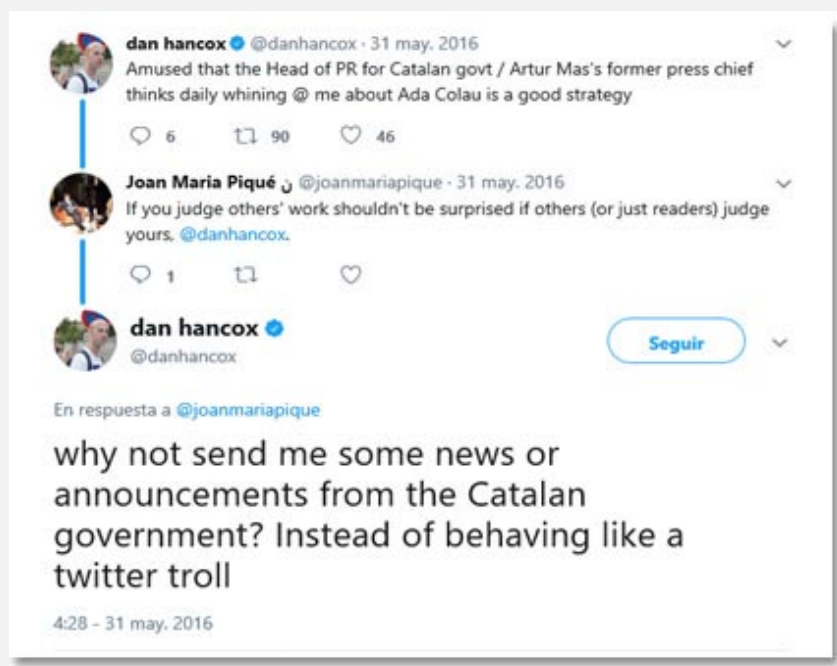 dan hancox @danhancox · 31 may. 2016
Amused that the Head of PR for Catalan govt / Artur Mas's former press chief
thinks daily whining @ me about Ada Colau is a good strategy
6 90 46
Joan Maria Piqué ن @joanmariapique · 31 may. 2016
If you judge others' work shouldn't be surprised if others (or just readers) judge
yours, @danhancox.
1
dan hancox
@danhancox
Seguir
En respuesta a @joanmariapique
why not send me some news or
announcements from the Catalan
government? Instead of behaving like a
twitter troll
4:28 - 31 may. 2016